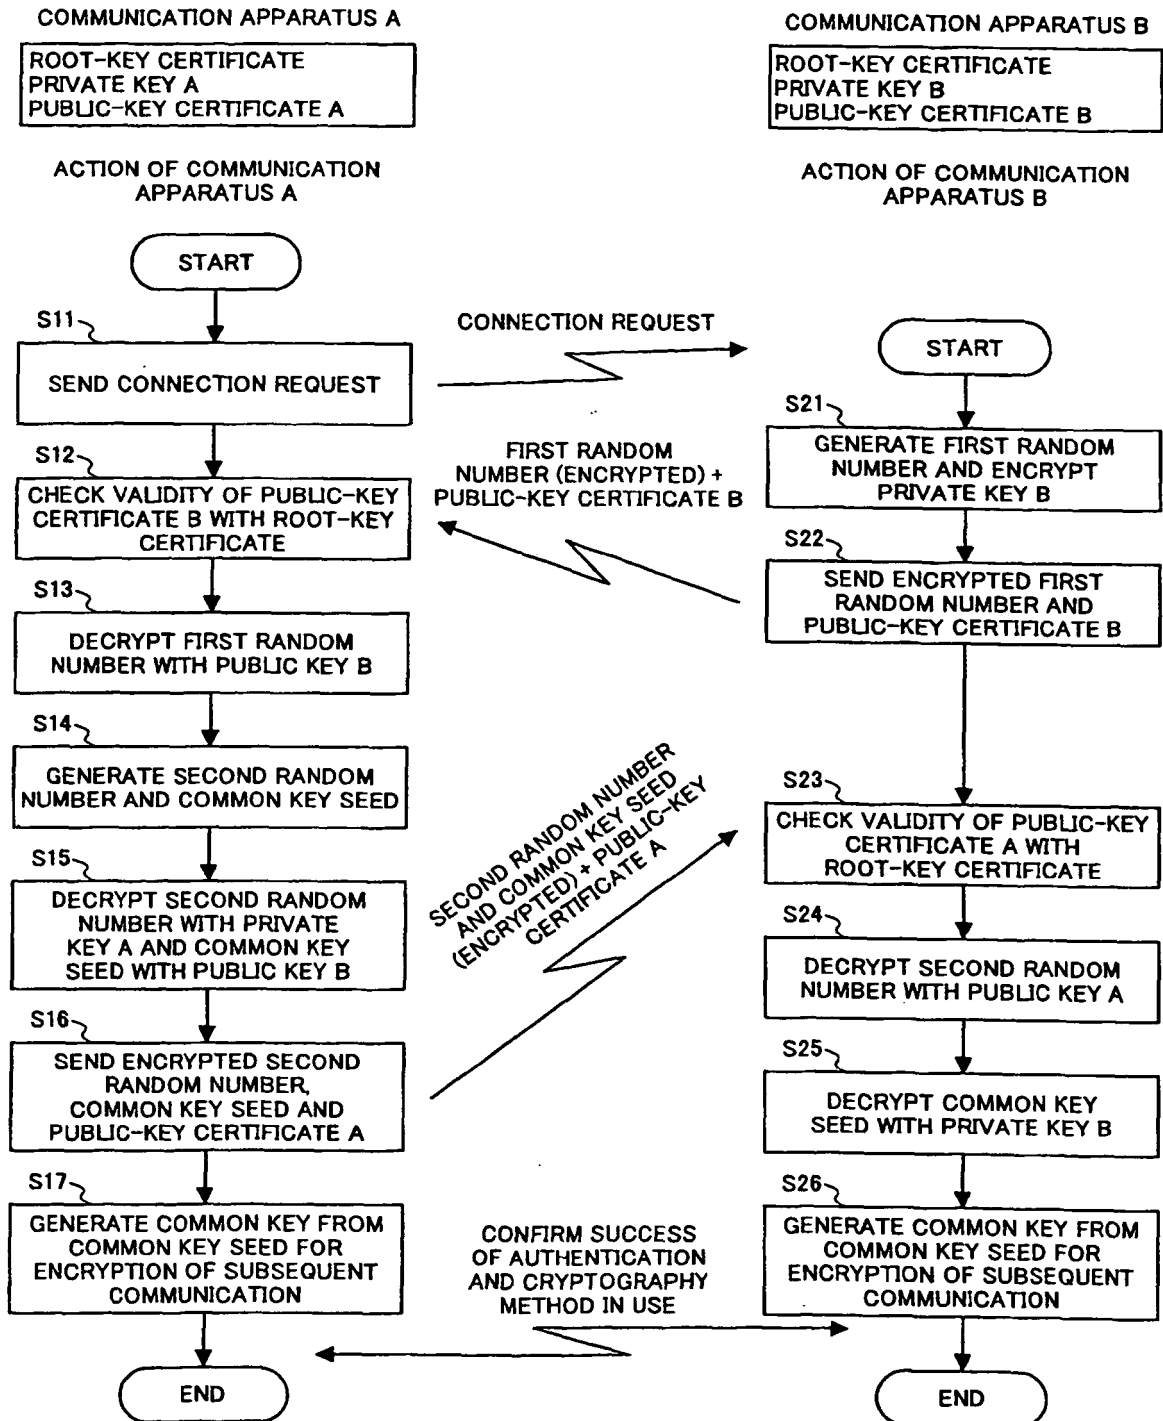 COMMUNICATION APPARATUS A
ROOT-KEY CERTIFICATE
PRIVATE KEY A
PUBLIC-KEY CERTIFICATE A
ACTION OF COMMUNICATION
APPARATUS A
START
S11
SEND CONNECTION REQUEST
S12
CHECK VALIDITY OF PUBLIC-KEY
CERTIFICATE B WITH ROOT-KEY
CERTIFICATE
S13
DECRYPT FIRST RANDOM
NUMBER WITH PUBLIC KEY B
S14
GENERATE SECOND RANDOM
NUMBER AND COMMON KEY SEED
S15
DECRYPT SECOND RANDOM
NUMBER WITH PRIVATE
KEY A AND COMMON KEY
SEED WITH PUBLIC KEY B
S16
SEND ENCRYPTED SECOND
RANDOM NUMBER,
COMMON KEY SEED AND
PUBLIC-KEY CERTIFICATE A
S17
GENERATE COMMON KEY FROM
COMMON KEY SEED FOR
ENCRYPTION OF SUBSEQUENT
COMMUNICATION
END
CONNECTION REQUEST
FIRST RANDOM
NUMBER (ENCRYPTED) +
PUBLIC-KEY CERTIFICATE B
SECOND RANDOM NUMBER
AND COMMON KEY SEED
(ENCRYPTED) + PUBLIC-KEY
CERTIFICATE A
CONFIRM SUCCESS
OF AUTHENTICATION
AND CRYPTOGRAPHY
METHOD IN USE
COMMUNICATION APPARATUS B
ROOT-KEY CERTIFICATE
PRIVATE KEY B
PUBLIC-KEY CERTIFICATE B
ACTION OF COMMUNICATION
APPARATUS B
START
S21
GENERATE FIRST RANDOM
NUMBER AND ENCRYPT
PRIVATE KEY B
S22
SEND ENCRYPTED FIRST
RANDOM NUMBER AND
PUBLIC-KEY CERTIFICATE B
S23
CHECK VALIDITY OF PUBLIC-KEY
CERTIFICATE A WITH
ROOT-KEY CERTIFICATE
S24
DECRYPT SECOND RANDOM
NUMBER WITH PUBLIC KEY A
S25
DECRYPT COMMON KEY
SEED WITH PRIVATE KEY B
S26
GENERATE COMMON KEY FROM
COMMON KEY SEED FOR
ENCRYPTION OF SUBSEQUENT
COMMUNICATION
END